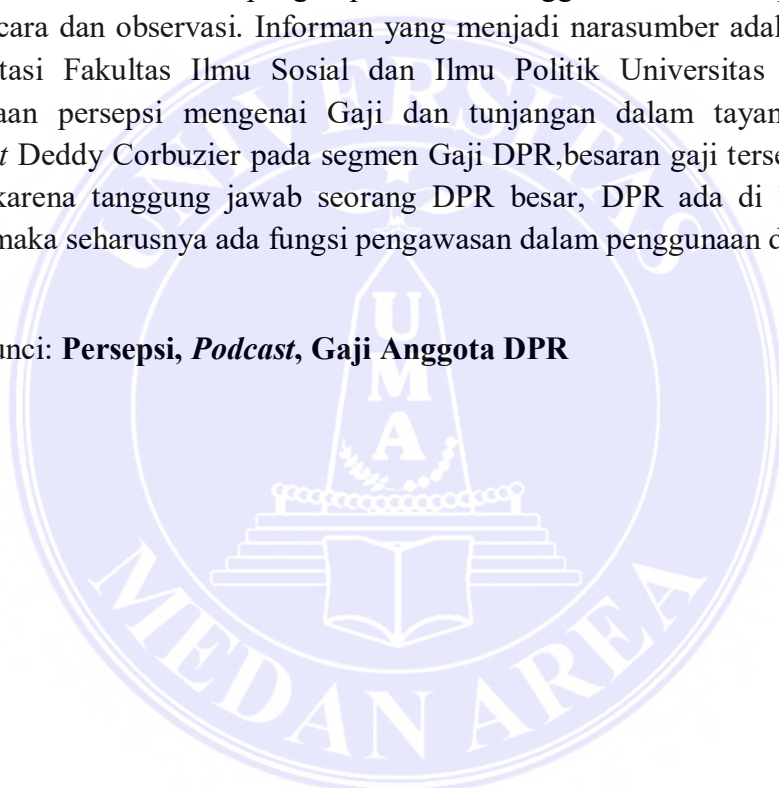 cara dan observasi. Informan yang menjadi narasumber adal
tasi Fakultas Ilmu Sosial dan Ilmu Politik Universitas
aan persepsi mengenai Gaji dan tunjangan dalam tayan
t Deddy Corbuzier pada segmen Gaji DPR,besaran gaji terse
karena tanggung jawab seorang DPR besar, DPR ada di
maka seharusnya ada fungsi pengawasan dalam penggunaan d
unci: Persepsi, Podcast, Gaji Anggota DPR
UNIVERSITAS
U
M
A
MEDAN AREA